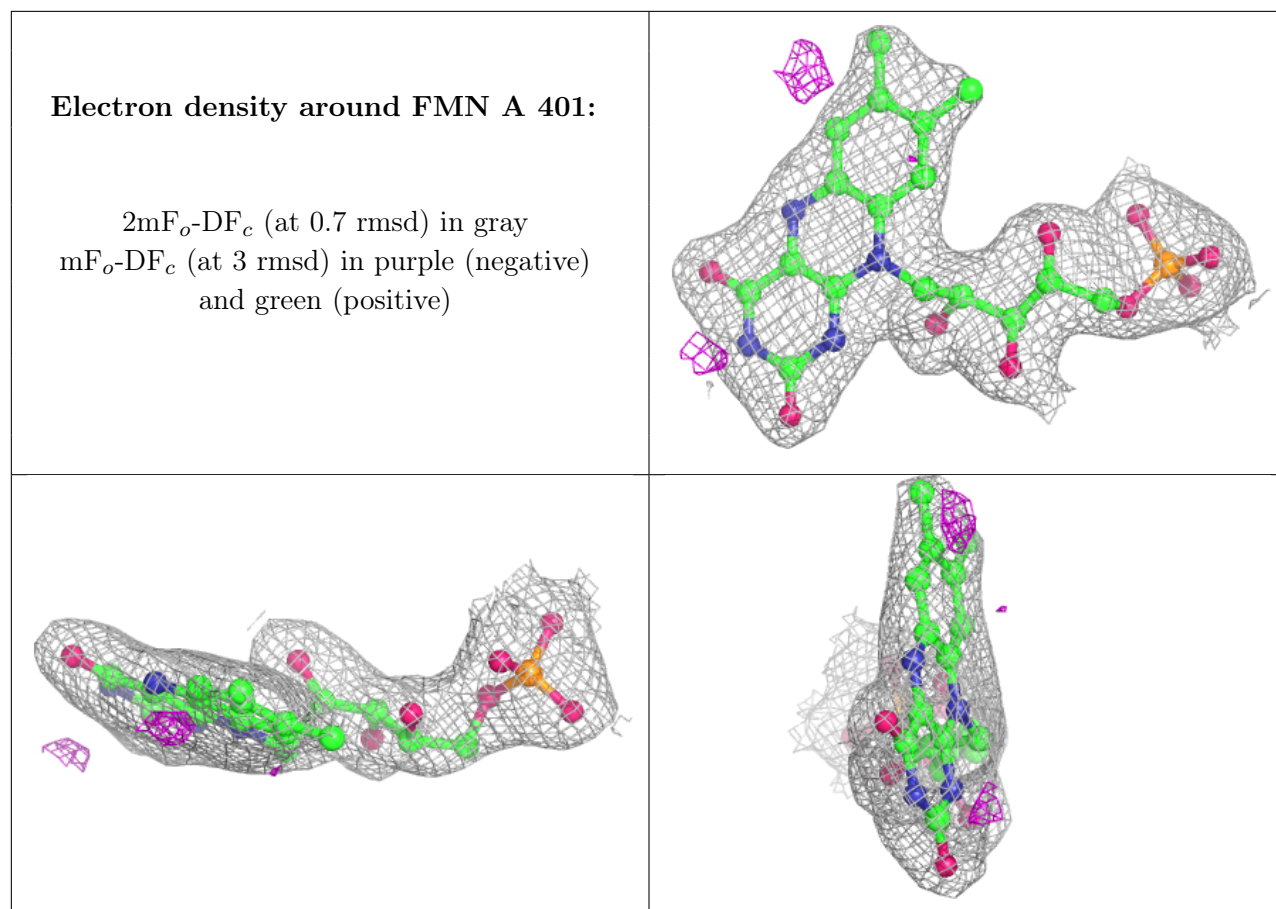 Electron density around FMN A 401:
2mFo-DFc (at 0.7 rmsd) in gray
mFo-DFc (at 3 rmsd) in purple (negative)
and green (positive)